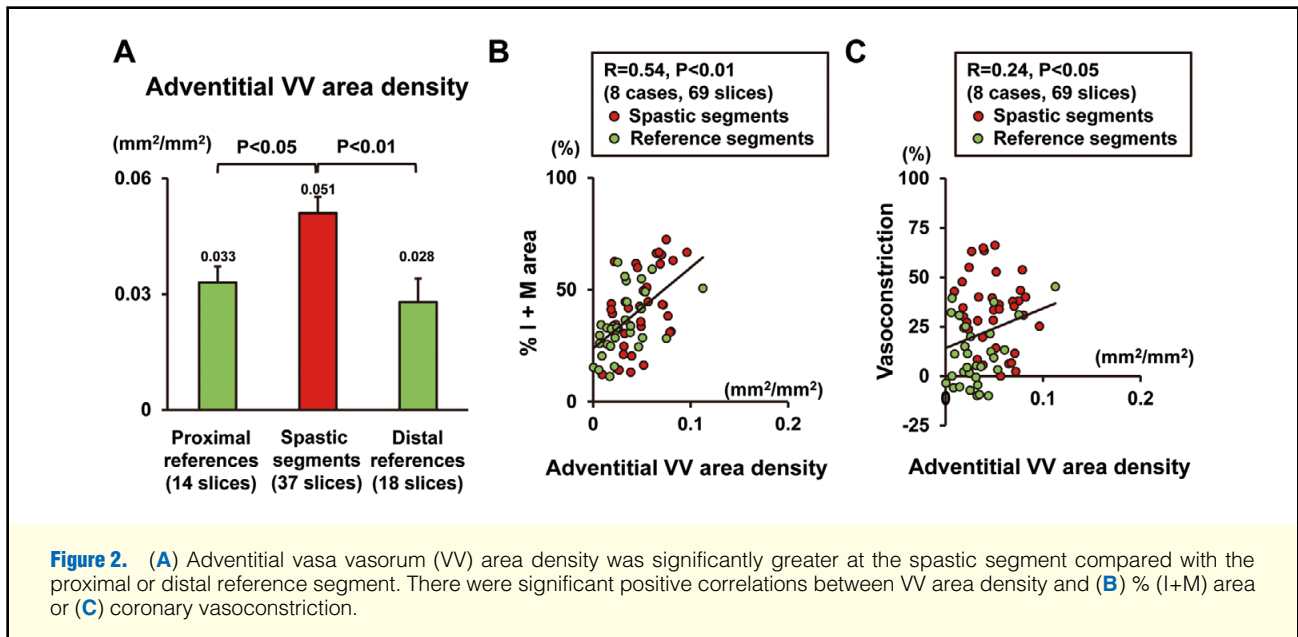 A
Adventitial VV area density
(mm²/mm²)
P<0.05
P<0.01
0.06
0.03
0
0.033
0.051
0.028
Proximal
references
(14 slices)
Spastic
segments
(37 slices)
Distal
references
(18 slices)
B
R=0.54, P<0.01
(8 cases, 69 slices)
Spastic segments
Reference segments
(%)
100
50
0
% I + M area
(mm²/mm²)
0
0.1
0.2
Adventitial VV area density
C
R=0.24, P<0.05
(8 cases, 69 slices)
Spastic segments
Reference segments
(%)
100
75
50
25
0
-25
Vasoconstriction
(mm²/mm²)
0
0.1
0.2
Adventitial VV area density
Figure 2. (A) Adventitial vasa vasorum (VV) area density was significantly greater at the spastic segment compared with the
proximal or distal reference segment. There were significant positive correlations between VV area density and (B) % (I+M) area
or (C) coronary vasoconstriction.